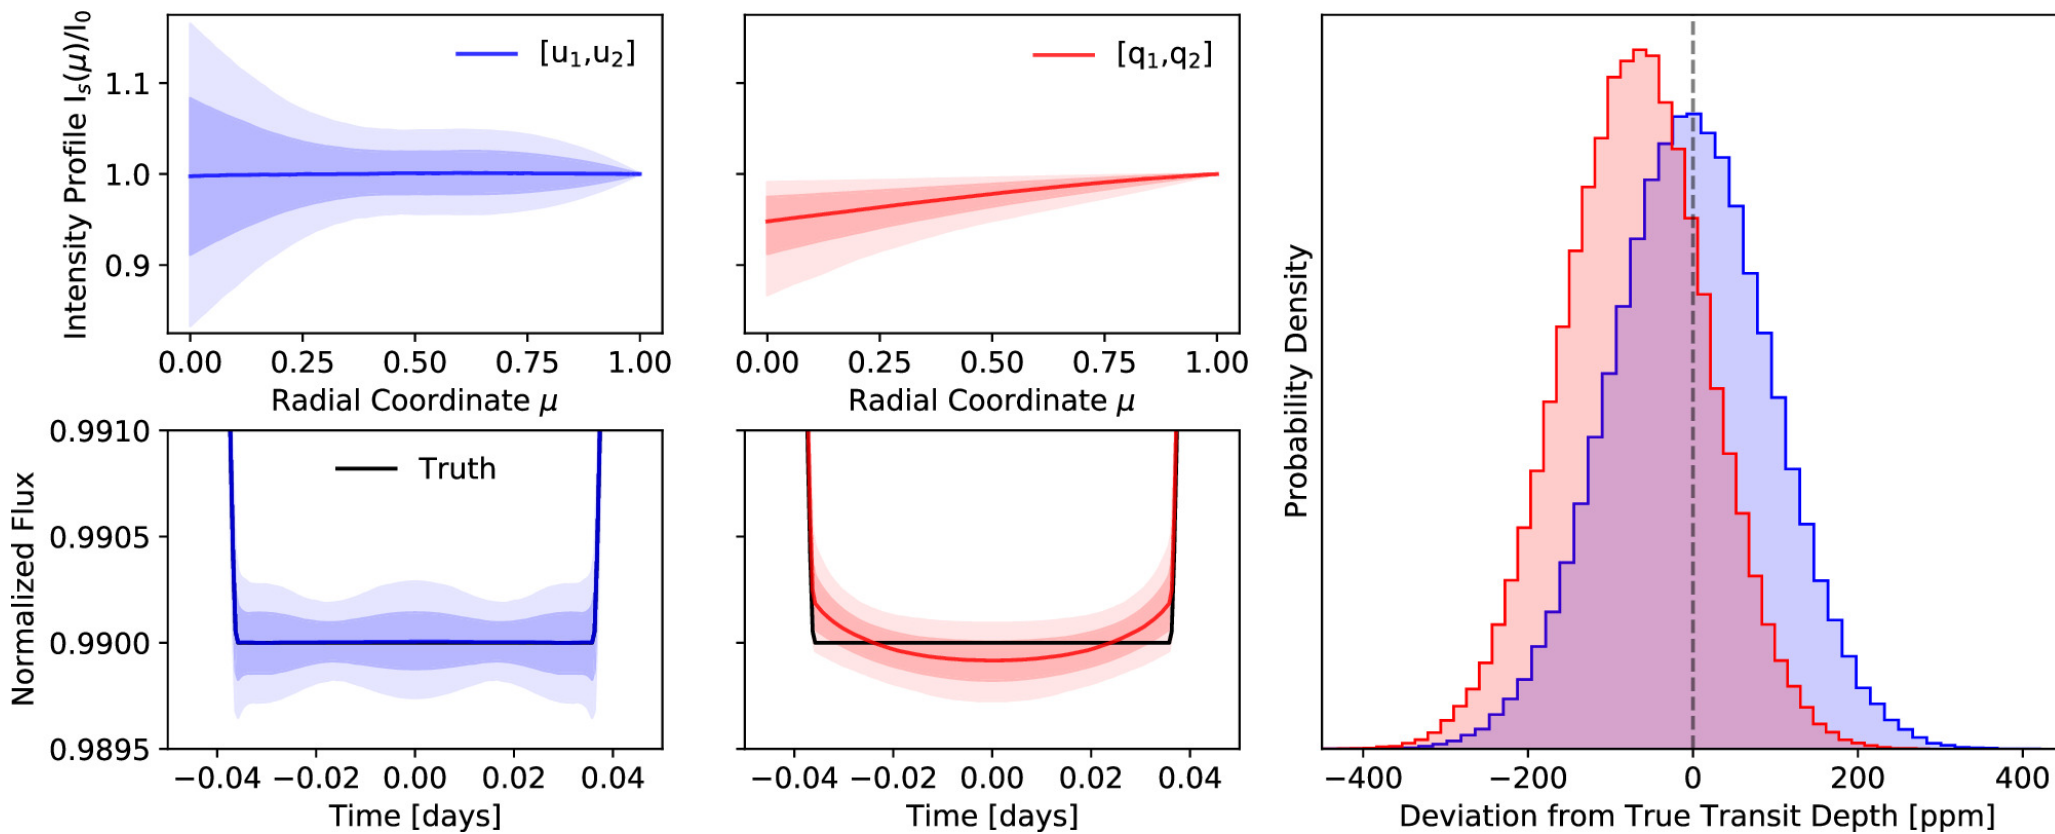 Intensity Profile Iₛ(μ)/I₀
1.1
1.0
0.9
[u₁,u₂]
0.00 0.25 0.50 0.75 1.00
Radial Coordinate μ
[q₁,q₂]
0.00 0.25 0.50 0.75 1.00
Radial Coordinate μ
Normalized Flux
0.9910
0.9905
0.9900
0.9895
Truth
−0.04 −0.02 0.00 0.02 0.04
Time [days]
−0.04 −0.02 0.00 0.02 0.04
Time [days]
Probability Density
−400 −200 0 200 400
Deviation from True Transit Depth [ppm]